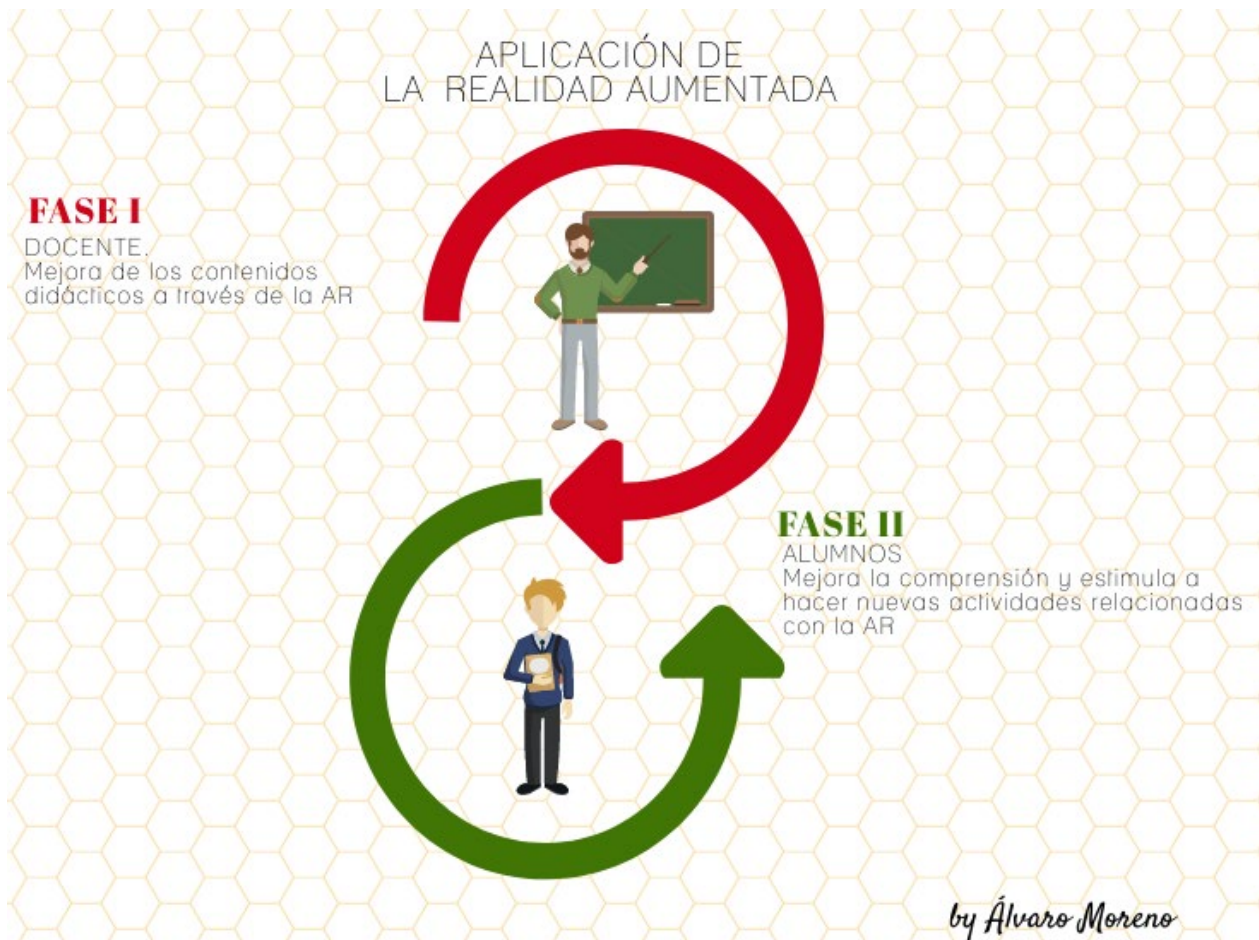 APLICACIÓN DE
LA REALIDAD AUMENTADA
FASE I
DOCENTE.
Mejora de los contenidos
didácticos a través de la AR
FASE II
ALUMNOS
Mejora la comprensión y estimula a
hacer nuevas actividades relacionadas
con la AR
by Álvaro Moreno